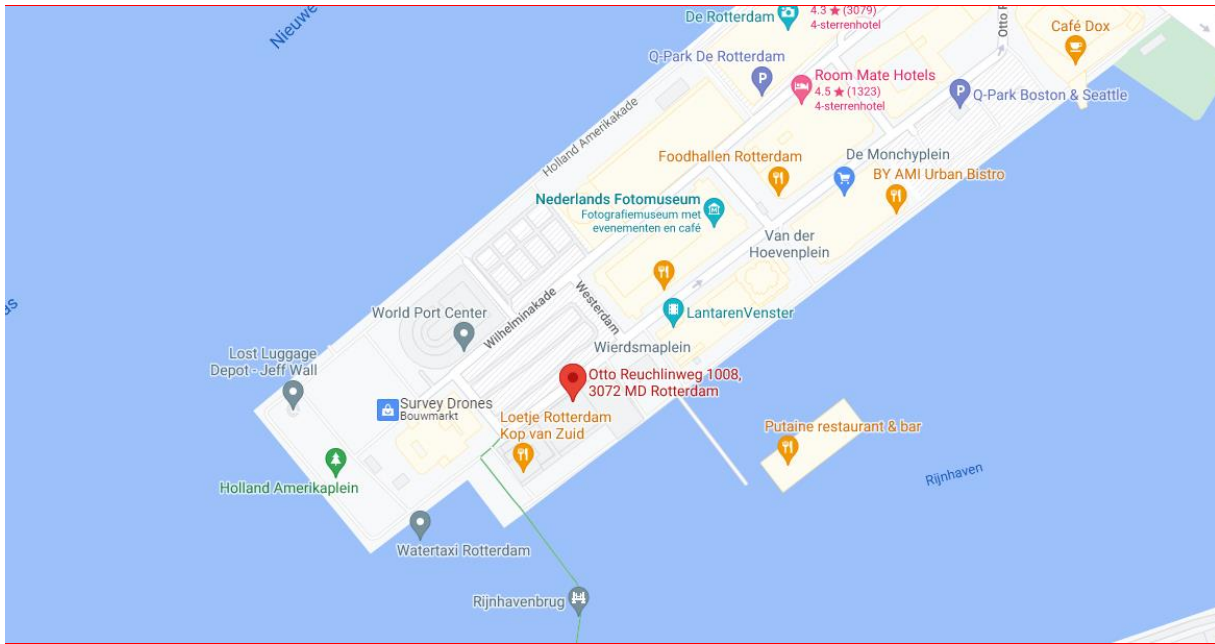 Nieuwe
De Rotterdam
4.3 ★ (3079)
4-sterrenhotel
Café Dox
Q-Park De Rotterdam
Room Mate Hotels
4.5 ★ (1323)
4-sterrenhotel
Q-Park Boston & Seattle
Holland Amerikakade
Foodhallen Rotterdam
De Monchyplein
BY AMI Urban Bistro
Nederlands Fotomuseum
Fotografiemuseum met
evenementen en café
Van der
Hoevenplein
Westerdam
Wilhelminakade
World Port Center
LantarenVenster
Wierdsmaplein
Lost Luggage
Depot - Jeff Wall
Otto Reuchlinweg 1008,
3072 MD Rotterdam
Survey Drones
Bouwmarkt
Loetje Rotterdam
Kop van Zuid
Putaine restaurant & bar
Rijnhaven
Holland Amerikaplein
Watertaxi Rotterdam
Rijnhavenbrug
P
P
Otto